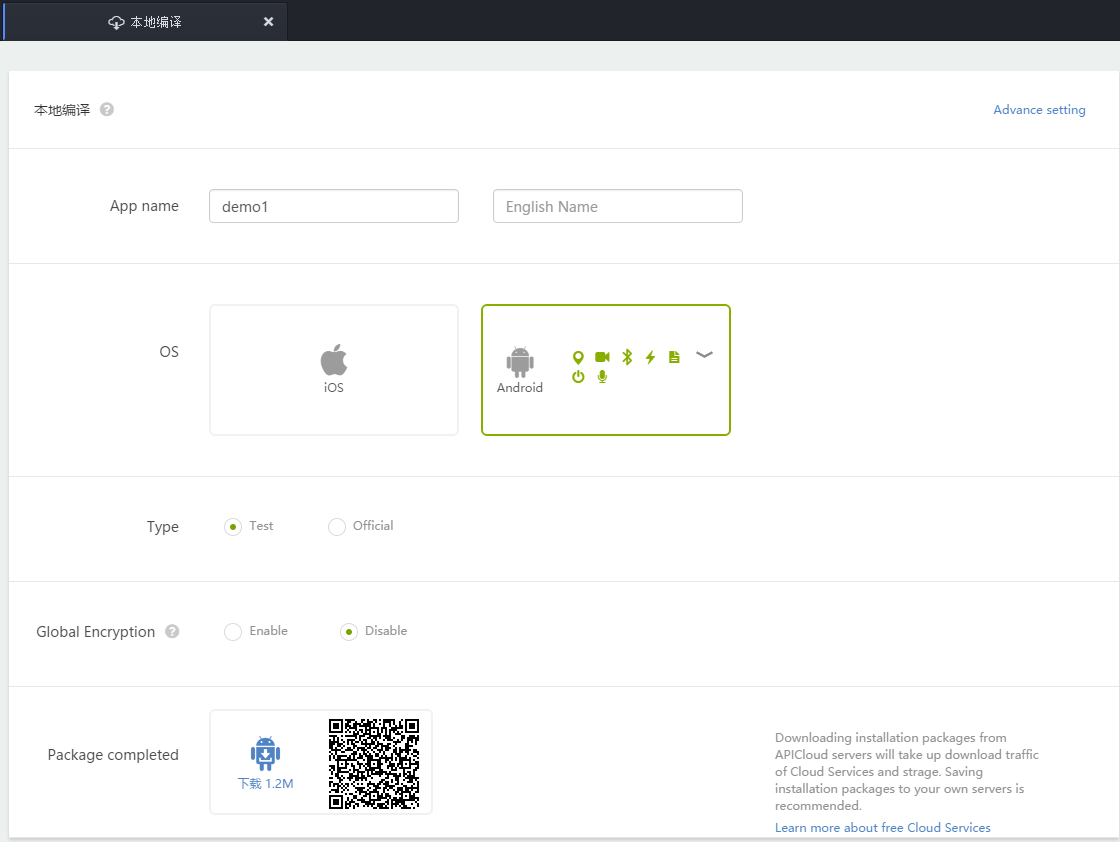 本地编译
本地编译
Advance setting
App name
demo1
English Name
OS
iOS
Android
Type
Test
Official
Global Encryption
Enable
Disable
Package completed
下载 1.2M
Downloading installation packages from
APICloud servers will take up download traffic
of Cloud Services and strage. Saving
installation packages to your own servers is
recommended.
Learn more about free Cloud Services